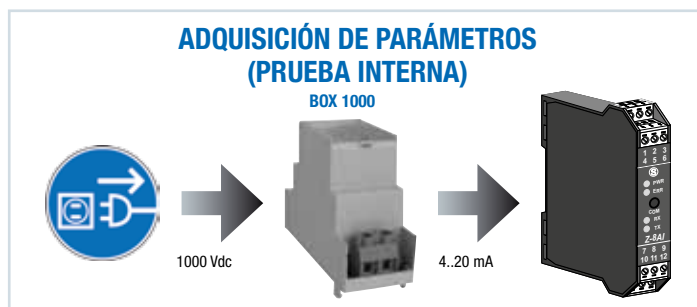 ADQUISICIÓN DE PARÁMETROS
(PRUEBA INTERNA)
BOX 1000
1000 Vdc
4..20 mA
1 2 3
4 5 6
S
PWR
ERR
COM
RX
TX
Z-8AI
7 8 9
10 11 12